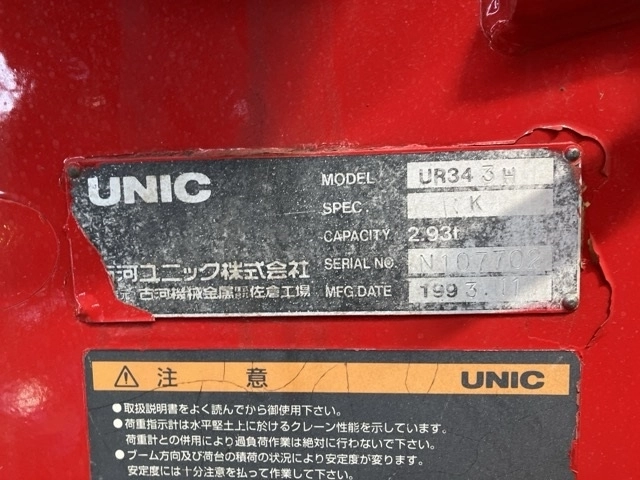 UNIC
MODEL UR343H
SPEC. K
CAPACITY 2.93t
古河ユニック株式会社
SERIAL NO.
古河機械金属 佐倉工場
MFG.DATE 1993.
注意 UNIC
●取扱説明書をよく読んでから御使用下さい。
●荷重指示計は水平堅土上に於けるクレーン性能を示しています。
荷重計との併用により過負荷作業は絶対に行わないで下さい。
●ブーム方向及び荷台の積荷の状況により安定度が変ります。
安定度には十分注意を払って作業して下さい。